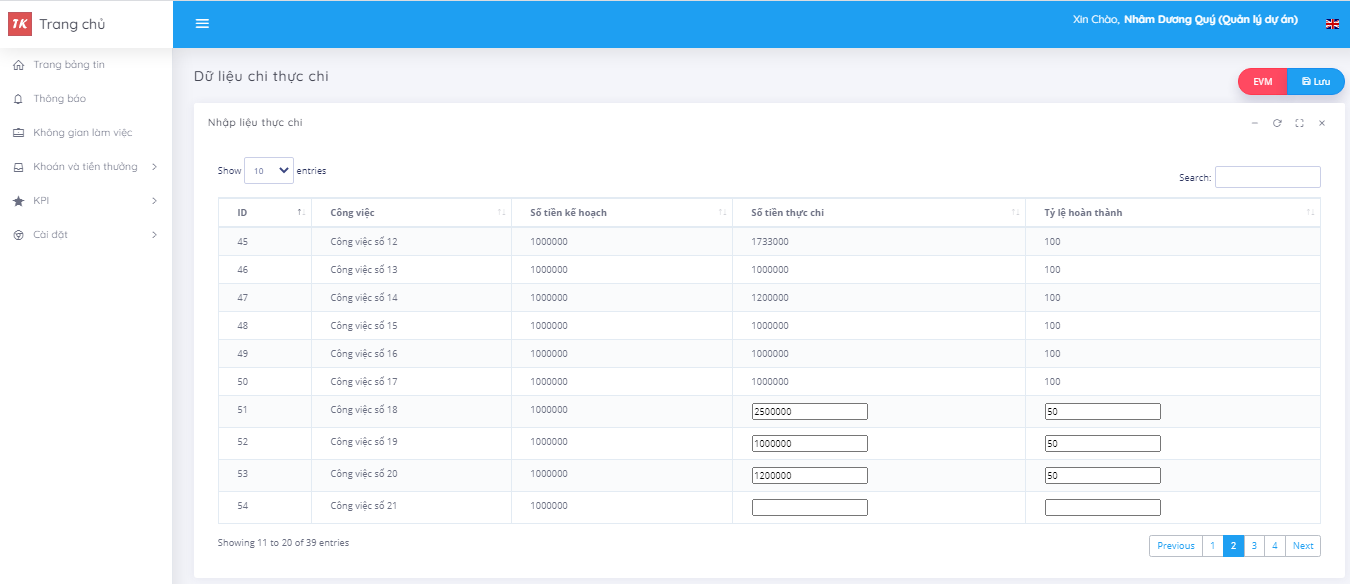 TK Trang chủ
Xin Chào, Nhâm Dương Quý (Quản lý dự án)
Trang bảng tin
Thông báo
Không gian làm việc
Khoán và tiền thưởng
KPI
Cài đặt
Dữ liệu chi thực chi
EVM Lưu
Nhập liệu thực chi
Show 10 entries
Search:
ID Công việc Số tiền kế hoạch Số tiền thực chi Tỷ lệ hoàn thành
45 Công việc số 12 1000000 1733000 100
46 Công việc số 13 1000000 1000000 100
47 Công việc số 14 1000000 1200000 100
48 Công việc số 15 1000000 1000000 100
49 Công việc số 16 1000000 1000000 100
50 Công việc số 17 1000000 1000000 100
51 Công việc số 18 1000000 2500000 50
52 Công việc số 19 1000000 1000000 50
53 Công việc số 20 1000000 1200000 50
54 Công việc số 21 1000000
Showing 11 to 20 of 39 entries
Previous 1 2 3 4 Next